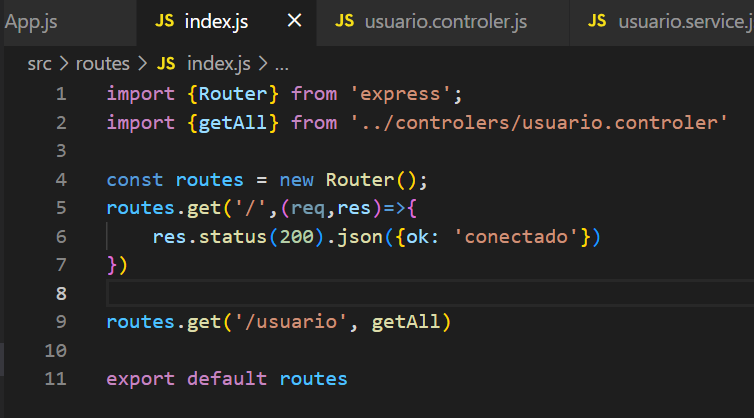 App.js JS index.js × JS usuario.controler.js JS usuario.service.j
src > routes > JS index.js > ...
1 import {Router} from 'express';
2 import {getAll} from '../controlers/usuario.controler'
3
4 const routes = new Router();
5 routes.get('/',(req,res)=>{
6     res.status(200).json({ok: 'conectado'})
7 })
8
9 routes.get('/usuario', getAll)
10
11 export default routes